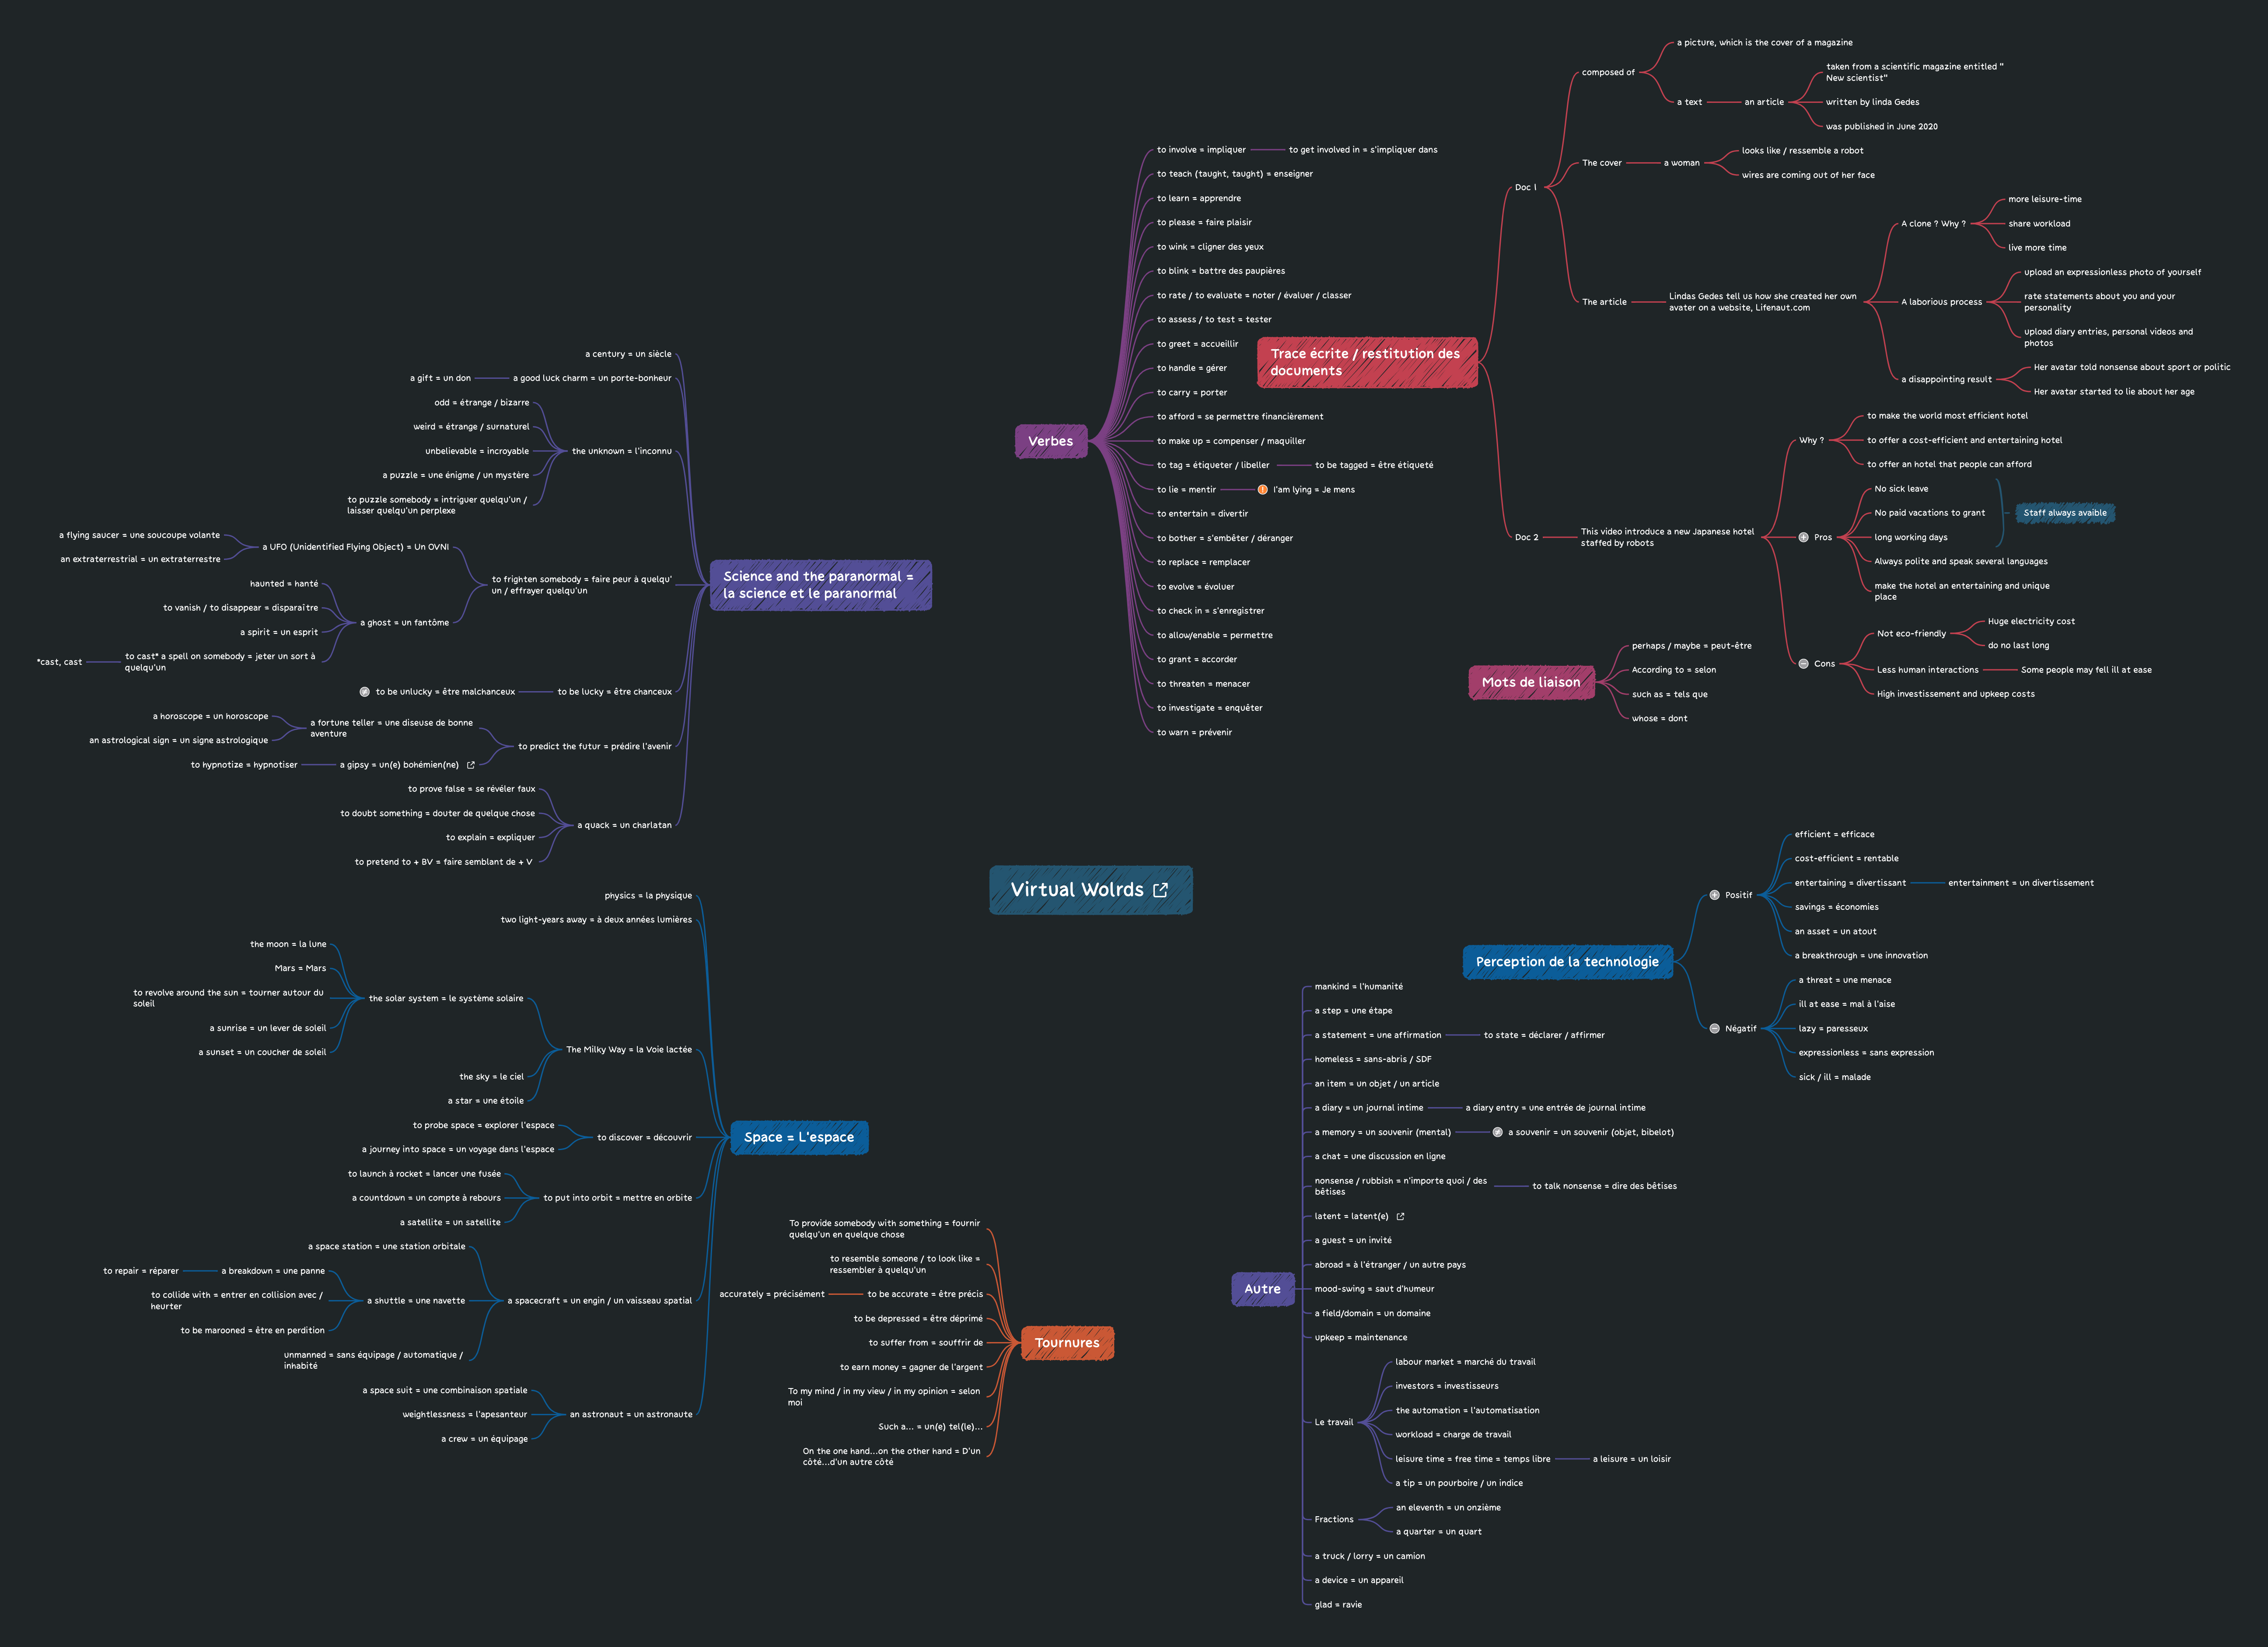 Virtual Wolrds
Science and the paranormal =
la science et le paranormal
a century = un siècle
a good luck charm = un porte-bonheur
a gift = un don
the unknown = l'inconnu
odd = étrange / bizarre
weird = étrange / surnaturel
unbelievable = incroyable
a puzzle = une énigme / un mystère
to puzzle somebody = intriguer quelqu'un /
laisser quelqu'un perplexe
to frighten somebody = faire peur à quelqu'
un / effrayer quelqu'un
a UFO (Unidentified Flying Object) = Un OVNI
a flying saucer = une soucoupe volante
an extraterrestrial = un extraterrestre
a ghost = un fantôme
haunted = hanté
to vanish / to disappear = disparaître
a spirit = un esprit
to cast* a spell on somebody = jeter un sort à
quelqu'un
*cast, cast
to be lucky = être chanceux
≠ to be unlucky = être malchanceux
to predict the futur = prédire l'avenir
a fortune teller = une diseuse de bonne
aventure
a horoscope = un horoscope
an astrological sign = un signe astrologique
a gipsy = un(e) bohémien(ne)
to hypnotize = hypnotiser
a quack = un charlatan
to prove false = se révéler faux
to doubt something = douter de quelque chose
to explain = expliquer
to pretend to + BV = faire semblant de + V
Space = L'espace
physics = la physique
two light-years away = à deux années lumières
The Milky Way = la Voie lactée
the solar system = le système solaire
the moon = la lune
Mars = Mars
to revolve around the sun = tourner autour du
soleil
a sunrise = un lever de soleil
a sunset = un coucher de soleil
the sky = le ciel
a star = une étoile
to discover = découvrir
to probe space = explorer l'espace
a journey into space = un voyage dans l'espace
to put into orbit = mettre en orbite
to launch à rocket = lancer une fusée
a countdown = un compte à rebours
a satellite = un satellite
a spacecraft = un engin / un vaisseau spatial
a space station = une station orbitale
a shuttle = une navette
a breakdown = une panne
to repair = réparer
to collide with = entrer en collision avec /
heurter
to be marooned = être en perdition
unmanned = sans équipage / automatique /
inhabité
an astronaut = un astronaute
a space suit = une combinaison spatiale
weightlessness = l'apesanteur
a crew = un équipage
Tournures
To provide somebody with something = fournir
quelqu'un en quelque chose
to resemble someone / to look like =
ressembler à quelqu'un
to be accurate = être précis
accurately = précisément
to be depressed = être déprimé
to suffer from = souffrir de
to earn money = gagner de l'argent
To my mind / in my view / in my opinion = selon
moi
Such a... = un(e) tel(le)...
On the one hand...on the other hand = D'un
côté...d'un autre côté
Verbes
to involve = impliquer
to get involved in = s'impliquer dans
to teach (taught, taught) = enseigner
to learn = apprendre
to please = faire plaisir
to wink = cligner des yeux
to blink = battre des paupières
to rate / to evaluate = noter / évaluer / classer
to assess / to test = tester
to greet = accueillir
to handle = gérer
to carry = porter
to afford = se permettre financièrement
to make up = compenser / maquiller
to tag = étiqueter / libeller
to be tagged = être étiqueté
to lie = mentir
! I'am lying = Je mens
to entertain = divertir
to bother = s'embêter / déranger
to replace = remplacer
to evolve = évoluer
to check in = s'enregistrer
to allow/enable = permettre
to grant = accorder
to threaten = menacer
to investigate = enquêter
to warn = prévenir
Trace écrite / restitution des
documents
Doc 1
composed of
a picture, which is the cover of a magazine
a text
an article
taken from a scientific magazine entitled "
New scientist"
written by linda Gedes
was published in June 2020
The cover
a woman
looks like / ressemble a robot
wires are coming out of her face
The article
Lindas Gedes tell us how she created her own
avater on a website, Lifenaut.com
A clone ? Why ?
more leisure-time
share workload
live more time
A laborious process
upload an expressionless photo of yourself
rate statements about you and your
personality
upload diary entries, personal videos and
photos
a disappointing result
Her avatar told nonsense about sport or politic
Her avatar started to lie about her age
Doc 2
This video introduce a new Japanese hotel
staffed by robots
Why ?
to make the world most efficient hotel
to offer a cost-efficient and entertaining hotel
to offer an hotel that people can afford
+ Pros
No sick leave
No paid vacations to grant
long working days
Staff always avaible
Always polite and speak several languages
make the hotel an entertaining and unique
place
− Cons
Not eco-friendly
Huge electricity cost
do no last long
Less human interactions
Some people may fell ill at ease
High investissement and upkeep costs
Mots de liaison
perhaps / maybe = peut-être
According to = selon
such as = tels que
whose = dont
Perception de la technologie
+ Positif
efficient = efficace
cost-efficient = rentable
entertaining = divertissant
entertainment = un divertissement
savings = économies
an asset = un atout
a breakthrough = une innovation
− Négatif
a threat = une menace
ill at ease = mal à l'aise
lazy = paresseux
expressionless = sans expression
sick / ill = malade
Autre
mankind = l'humanité
a step = une étape
a statement = une affirmation
to state = déclarer / affirmer
homeless = sans-abris / SDF
an item = un objet / un article
a diary = un journal intime
a diary entry = une entrée de journal intime
a memory = un souvenir (mental)
≠ a souvenir = un souvenir (objet, bibelot)
a chat = une discussion en ligne
nonsense / rubbish = n'importe quoi / des
bêtises
to talk nonsense = dire des bêtises
latent = latent(e)
a guest = un invité
abroad = à l'étranger / un autre pays
mood-swing = saut d'humeur
a field/domain = un domaine
upkeep = maintenance
Le travail
labour market = marché du travail
investors = investisseurs
the automation = l'automatisation
workload = charge de travail
leisure time = free time = temps libre
a leisure = un loisir
a tip = un pourboire / un indice
Fractions
an eleventh = un onzième
a quarter = un quart
a truck / lorry = un camion
a device = un appareil
glad = ravie